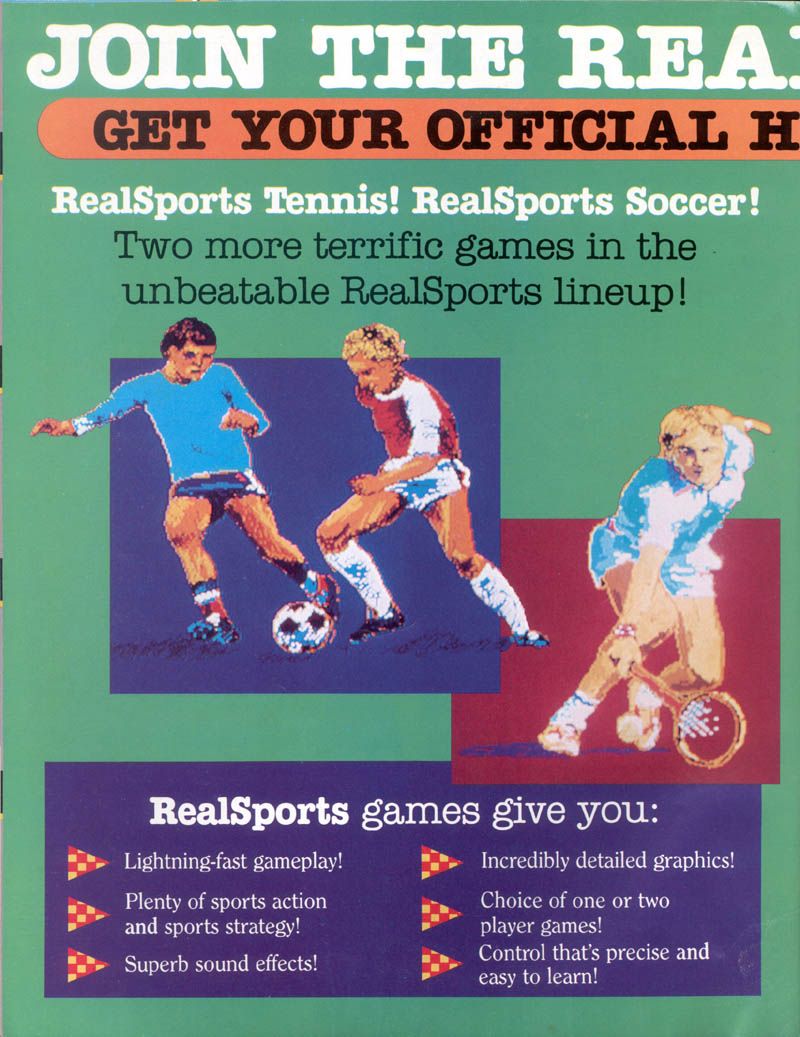 JOIN THE REA
GET YOUR OFFICIAL H
RealSports Tennis! RealSports Soccer!
Two more terrific games in the
unbeatable RealSports lineup!
RealSports games give you:
Lightning-fast gameplay!
Plenty of sports action
and sports strategy!
Superb sound effects!
Incredibly detailed graphics!
Choice of one or two
player games!
Control that's precise and
easy to learn!